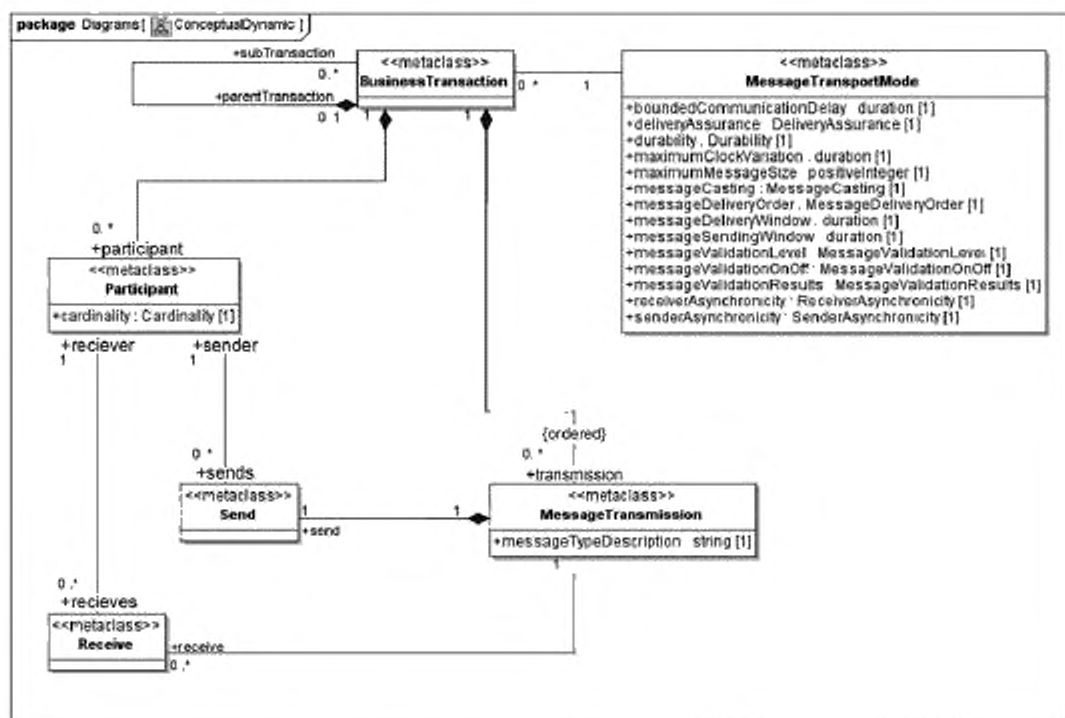 package Diagrams[ ConceptualDynamic ]
+subTransaction
0..*
+parentTransaction
0 1
<<metaclass>>
BusinessTransaction
1
1
0 *
1
<<metaclass>>
MessageTransportMode
+boundedCommunicationDelay duration [1]
+deliveryAssurance DeliveryAssurance [1]
+durability . Durability [1]
+maximumClockVariation . duration [1]
+maximumMessageSize positiveInteger [1]
+messageCasting : MessageCasting [1]
+messageDeliveryOrder . MessageDeliveryOrder [1]
+messageDeliveryWindow . duration [1]
+messageSendingWindow duration [1]
+messageValidationLevel MessageValidationLevel [1]
+messageValidationOnOff : MessageValidationOnOff [1]
+messageValidationResults MessageValidationResults [1]
+receiverAsynchronicity : ReceiverAsynchronicity [1]
+senderAsynchronicity : SenderAsynchronicity [1]
0..*
+participant
<<metaclass>>
Participant
+cardinality : Cardinality [1]
+reciever
1
+sender
1
0 *
+sends
<<metaclass>>
Send
1
+send
1
{ordered}
0..*
+transmission
<<metaclass>>
MessageTransmission
+messageTypeDescription string [1]
1
0..*
+recieves
<<metaclass>>
Receive
+receive
0..*